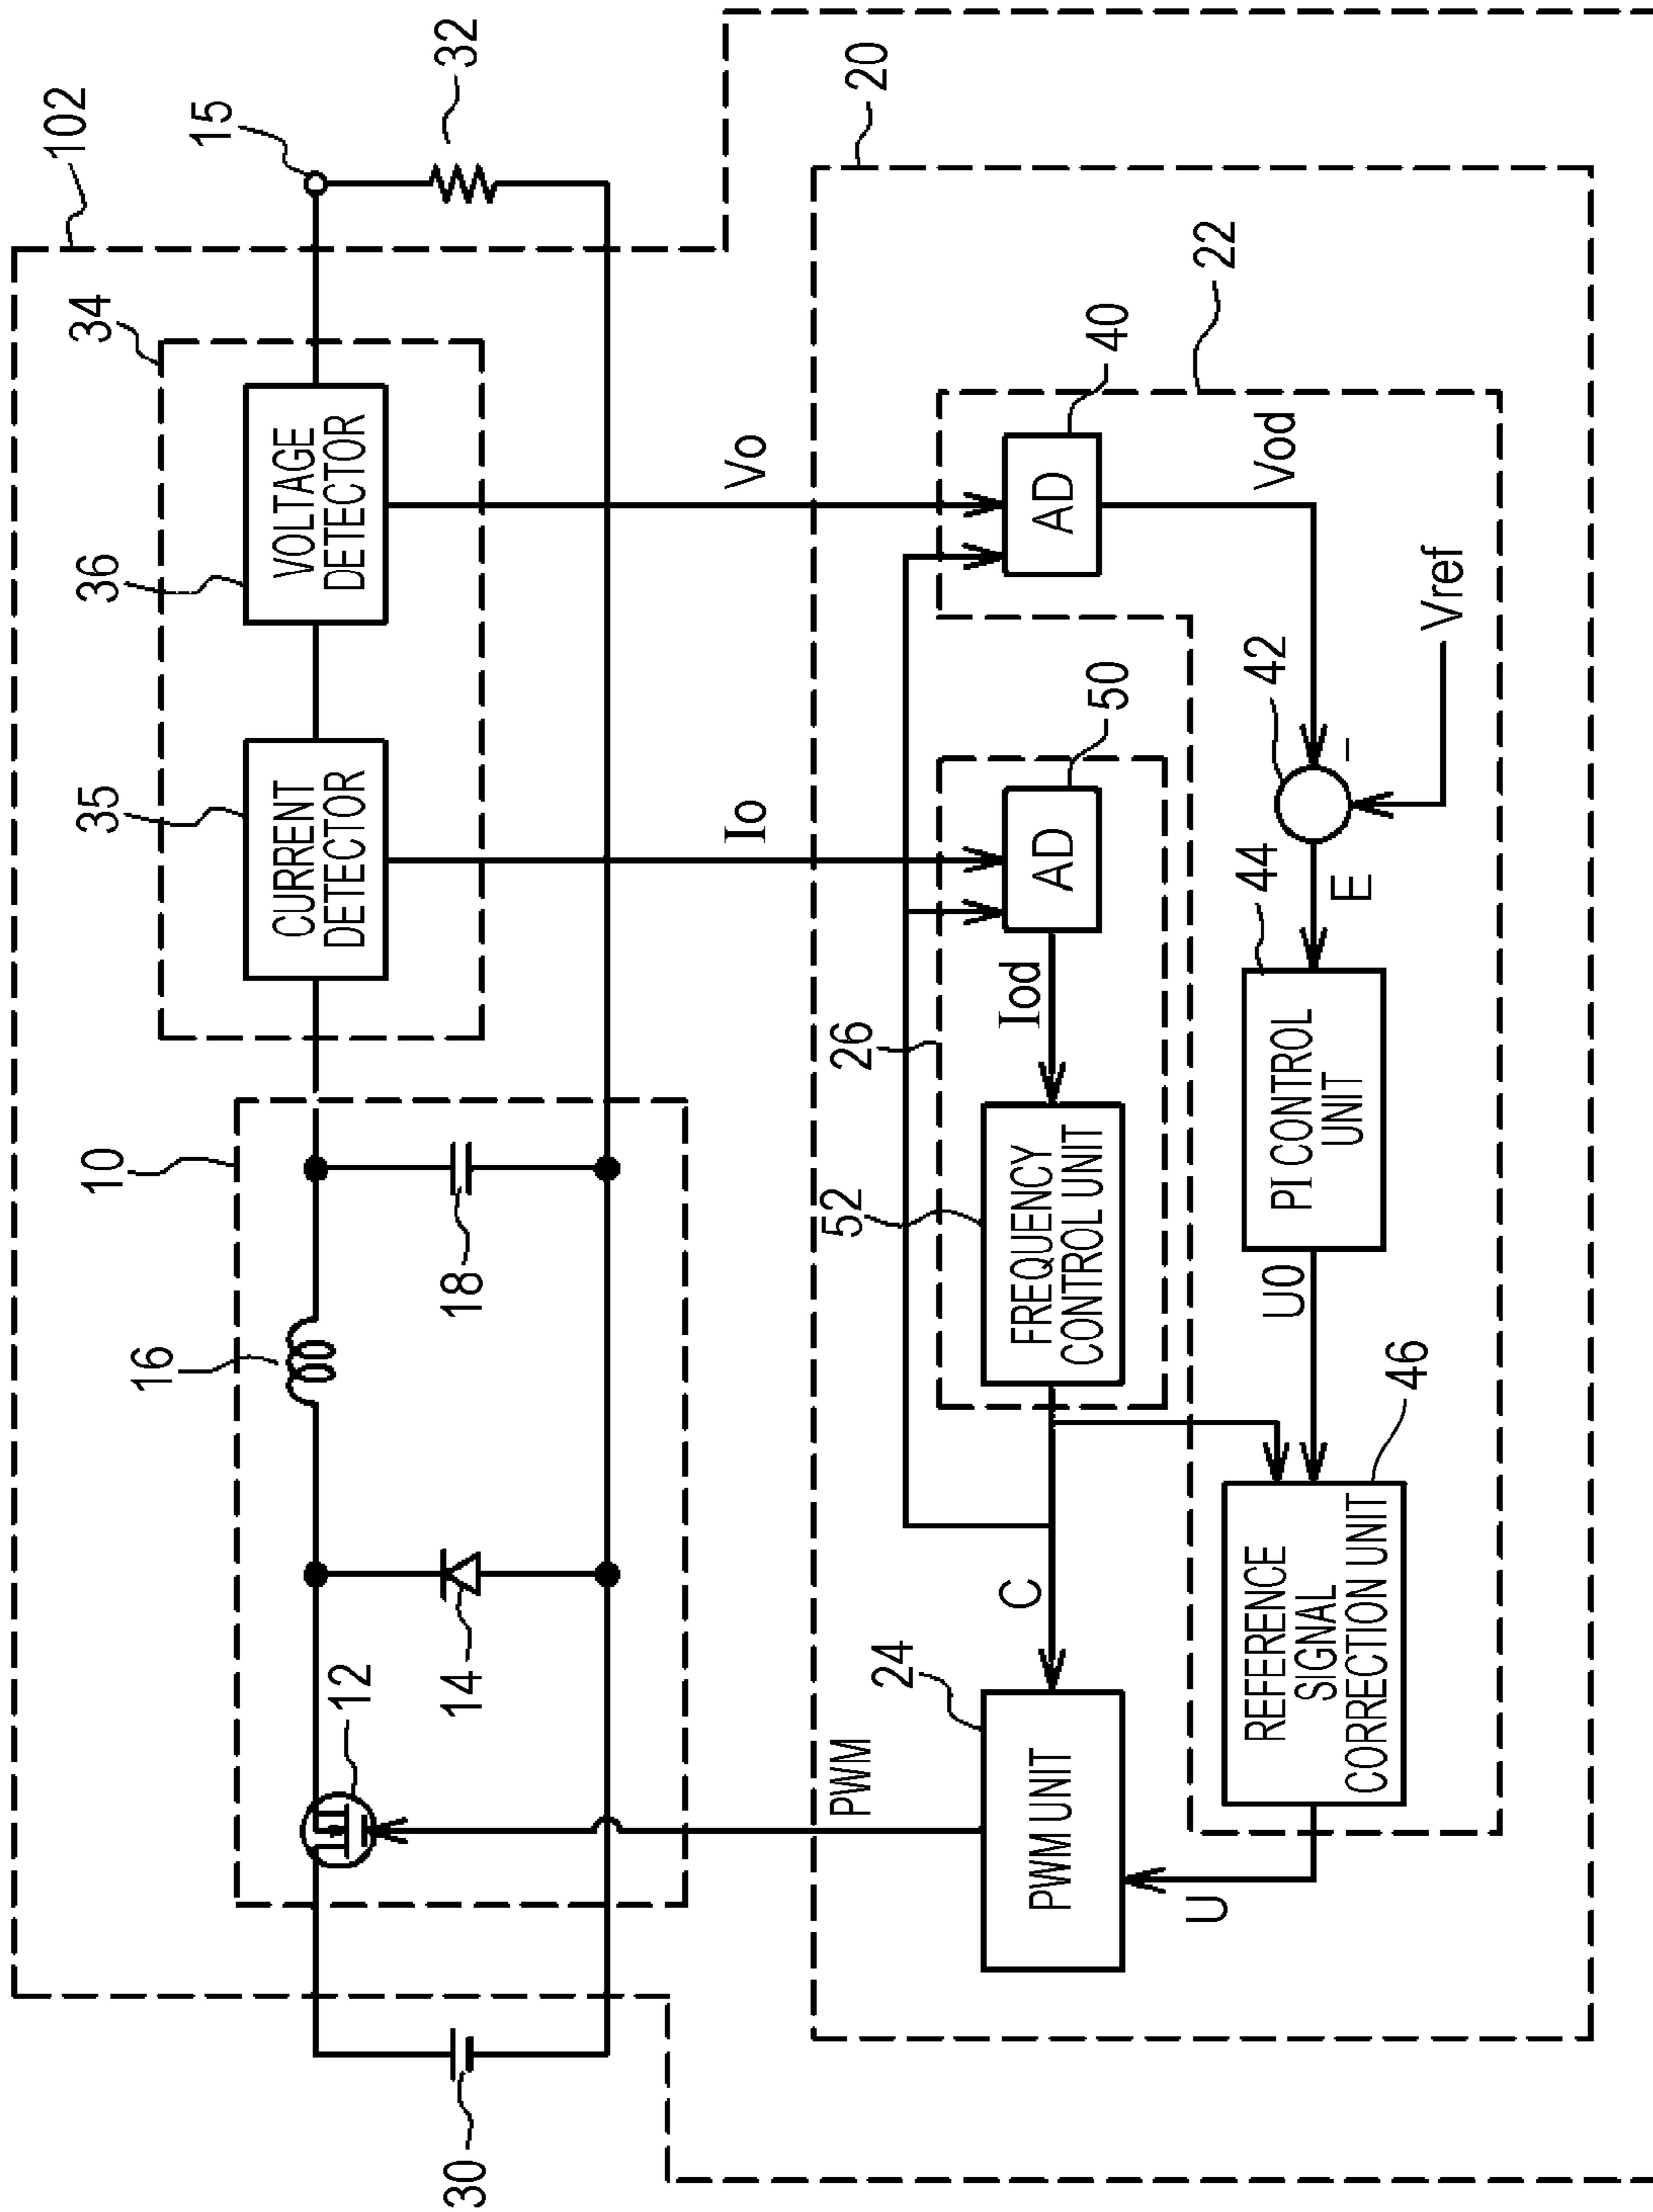 102
34
15
32
36
VOLTAGE
DETECTOR
35
CURRENT
DETECTOR
10
16
18
14
12
30
Vo
Io
PWM
20
22
40
AD
Vod
Vref
42
−
50
AD
Iod
26
52
FREQUENCY
CONTROL UNIT
C
24
PWM UNIT
E
44
PI CONTROL
UNIT
U0
46
REFERENCE
SIGNAL
CORRECTION UNIT
U